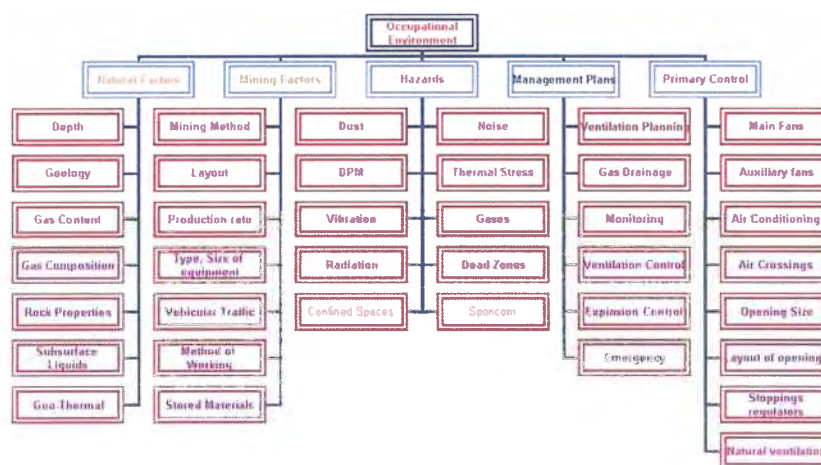 Occupational
Environment
Natural Factors
Mining Factors
Hazards
Management Plans
Primary Control
Depth
Geology
Gas Content
Gas Composition
Rock Properties
Subsurface
Liquids
Geo Thermal
Mining Method
Layout
Production rate
Type, Size of
equipment
Vehicular Traffic
Method of
Working
Stored Materials
Dust
DPM
Vibration
Radiation
Confined Spaces
Noise
Thermal Stress
Gases
Dead Zones
Sponcom
Ventilation Planning
Gas Drainage
Monitoring
Ventilation Control
Explosion Control
Emergency
Main Fans
Auxiliary fans
Air Conditioning
Air Crossings
Opening Size
Layout of opening
Stoppings
regulators
Natural ventilatin